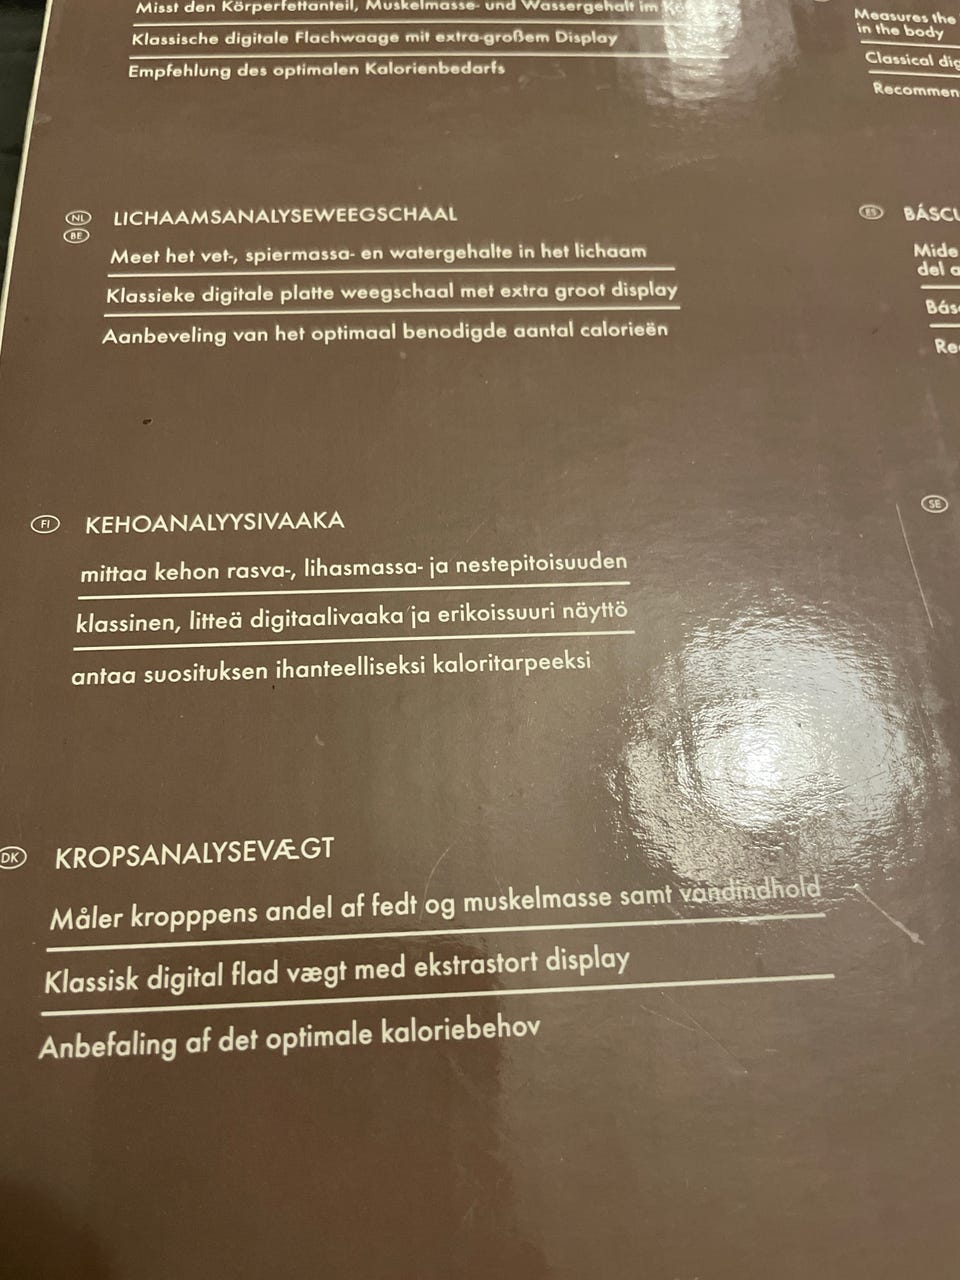 Misst den Körperfettanteil, Muskelmasse- und Wassergehalt im
Klassische digitale Flachwaage mit extra-großem Display
Empfehlung des optimalen Kalorienbedarfs
Measures the
in the body
Classical
NL
BE
LICHAAMSANALYSEWEEGSCHAAL
Meet het vet-, spiermassa- en watergehalte in het lichaam
Klassieke digitale platte weegschaal met extra groot display
Aanbeveling van het optimaal benodigde aantal calorieën
ES
Mide
del
FI
KEHOANALYYSIVAAKA
mittaa kehon rasva-, lihasmassa- ja nestepitoisuuden
klassinen, litteä digitaalivaaka ja erikoissuuri näyttö
antaa suosituksen ihanteelliseksi kaloritarpeeksi
SE
DK
KROPSANALYSEVÆGT
Måler kropppens andel af fedt og muskelmasse samt vandindhold
Klassisk digital flad vægt med ekstrastort display
Anbefaling af det optimale kaloriebehov